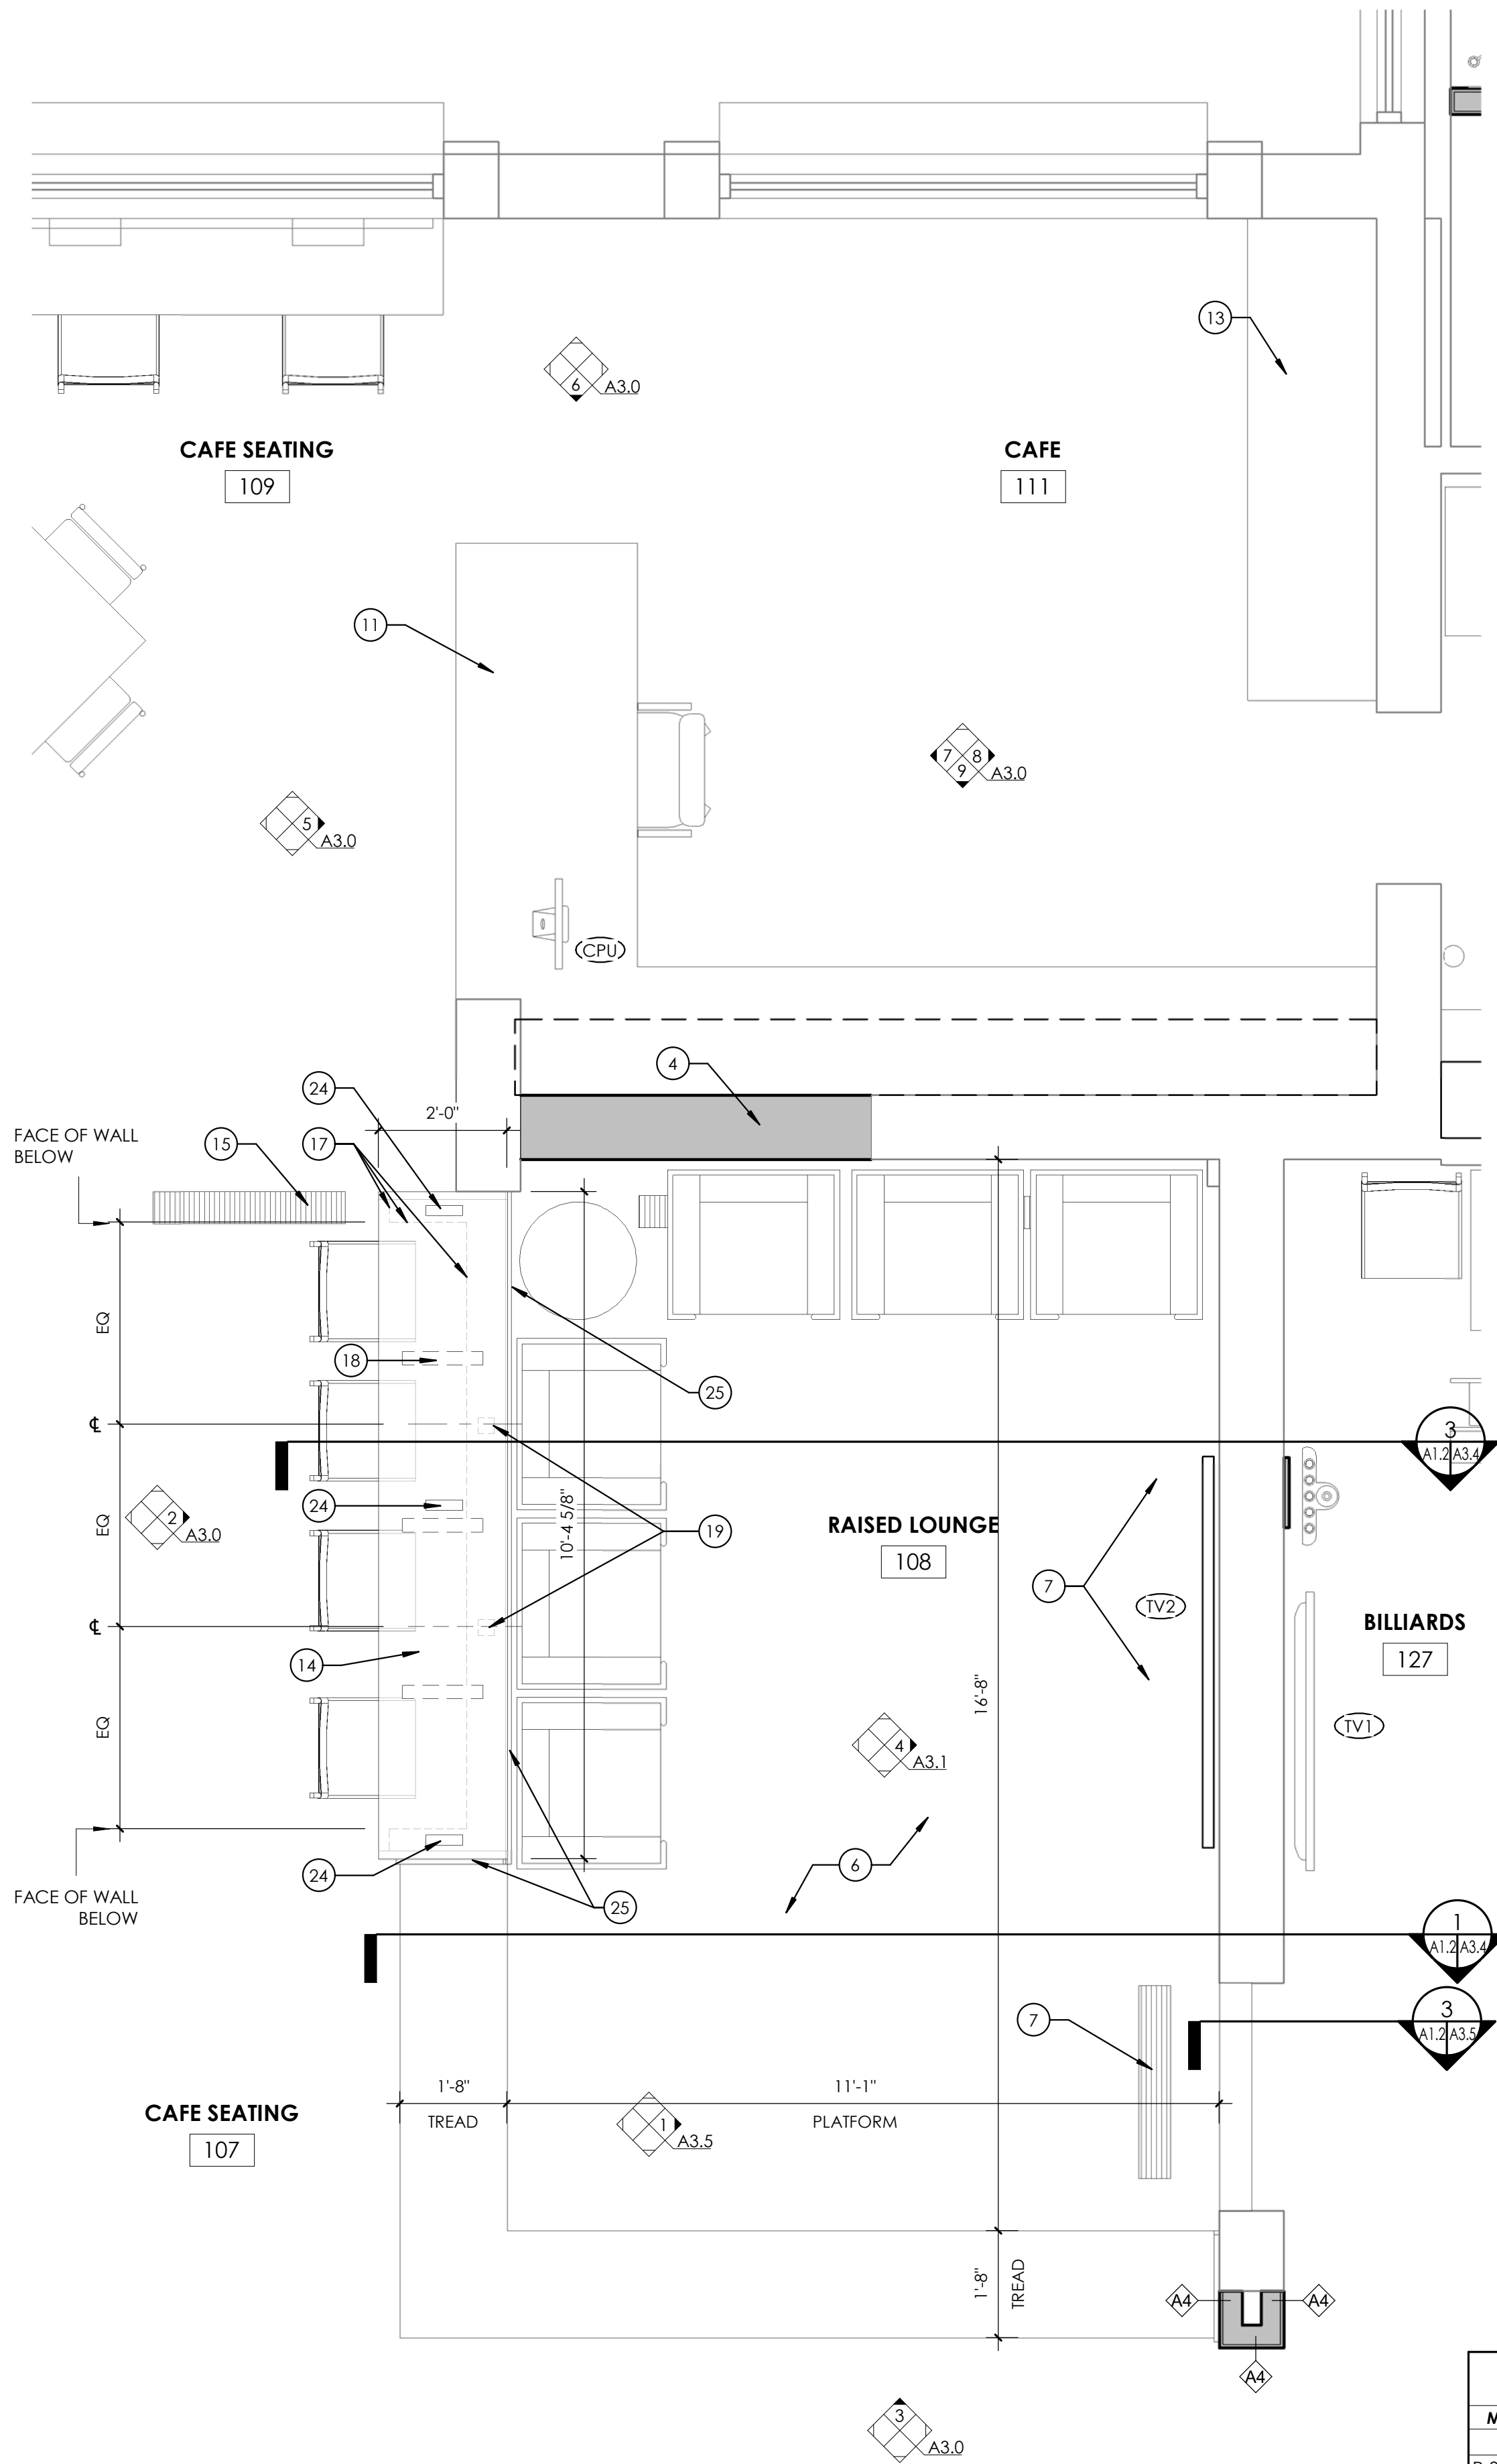 13
6
A3.0
CAFE SEATING
109
CAFE
111
11
7
8
9
A3.0
5
A3.0
CPU
4
24
2'-0"
FACE OF WALL
BELOW
15
17
EQ
18
25
℄
3
A1.2
A3.4
24
2
A3.0
EQ
10'-4 5/8"
19
RAISED LOUNGE
108
7
TV2
BILLIARDS
127
℄
14
16'-8"
EQ
4
A3.1
TV1
6
24
25
FACE OF WALL
BELOW
1
A1.2
A3.4
7
3
A1.2
A3.5
1'-8"
TREAD
11'-1"
PLATFORM
CAFE SEATING
107
1
A3.5
1'-8"
TREAD
A4
A4
A4
3
A3.0